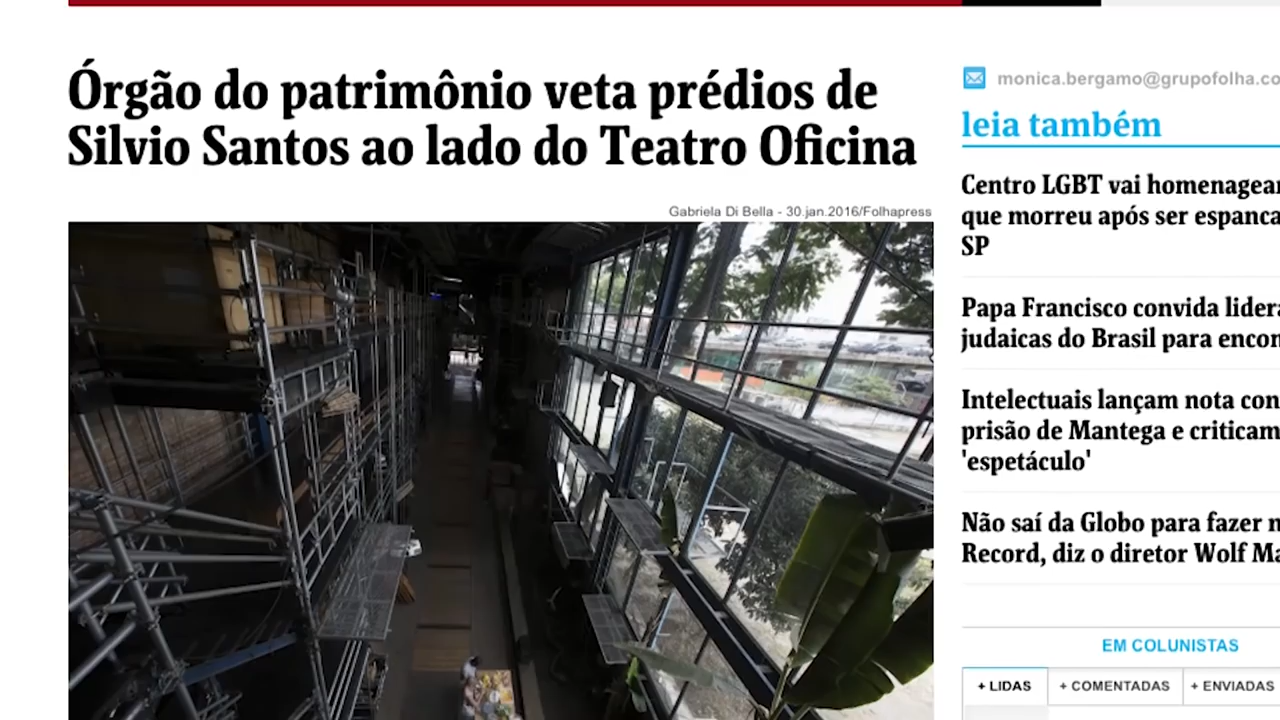 Órgão do patrimônio veta prédios de
Silvio Santos ao lado do Teatro Oficina
Gabriela Di Bella - 30.jan.2016/Folhapress
monica.bergamo@grupofolha.co
leia também
Centro LGBT vai homenagear
que morreu após ser espanca
SP
Papa Francisco convida lidera
judaicas do Brasil para encon
Intelectuais lançam nota con
prisão de Mantega e criticam
'espetáculo'
Não saí da Globo para fazer n
Record, diz o diretor Wolf Ma
EM COLUNISTAS
+ LIDAS
+ COMENTADAS
+ ENVIADAS